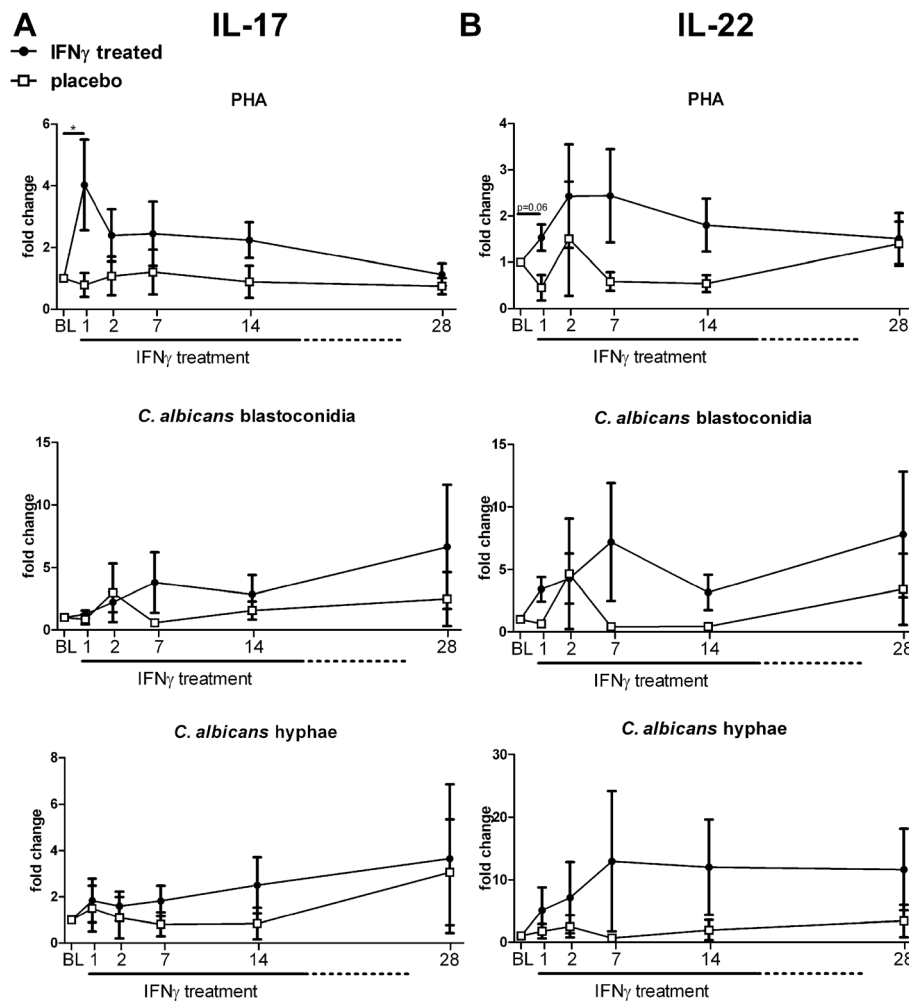 A IL-17
IFNγ treated
placebo
PHA
fold change
6
4
2
0
*
BL 1 2 7 14 28
IFNγ treatment
C. albicans blastoconidia
fold change
15
10
5
0
BL 1 2 7 14 28
IFNγ treatment
C. albicans hyphae
fold change
8
6
4
2
0
BL 1 2 7 14 28
IFNγ treatment
B IL-22
PHA
fold change
4
3
2
1
0
p=0.06
BL 1 2 7 14 28
IFNγ treatment
C. albicans blastoconidia
fold change
15
10
5
0
BL 1 2 7 14 28
IFNγ treatment
C. albicans hyphae
fold change
30
20
10
0
BL 1 2 7 14 28
IFNγ treatment